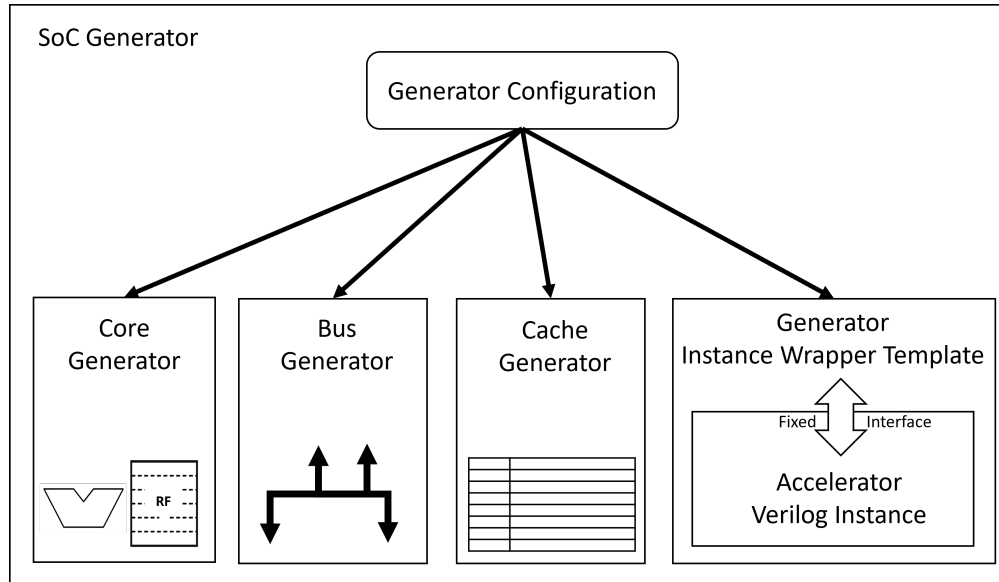 SoC Generator
Generator Configuration
Core
Generator
RF
Bus
Generator
Cache
Generator
Generator
Instance Wrapper Template
Fixed Interface
Accelerator
Verilog Instance